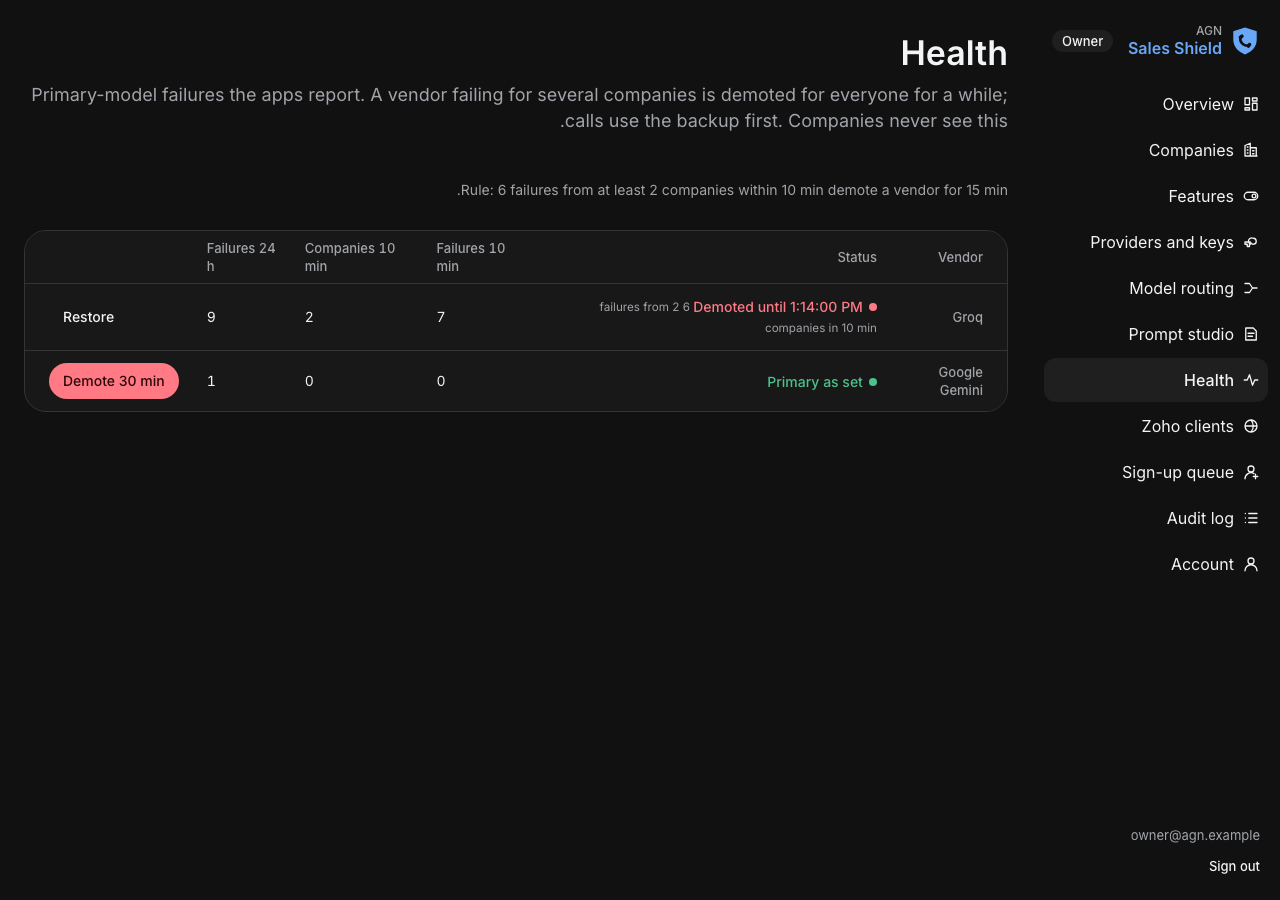 AGN
Sales Shield
Owner
Overview
Companies
Features
Providers and keys
Model routing
Prompt studio
Health
Zoho clients
Sign-up queue
Audit log
Account
owner@agn.example
Sign out
Health
Primary-model failures the apps report. A vendor failing for several companies is demoted for everyone for a while;
.calls use the backup first. Companies never see this
.Rule: 6 failures from at least 2 companies within 10 min demote a vendor for 15 min
Vendor
Status
Failures 10
min
Companies 10
min
Failures 24
h
Groq
Demoted until 1:14:00 PM
failures from 2 6
companies in 10 min
7
2
9
Restore
Google
Gemini
Primary as set
0
0
1
Demote 30 min